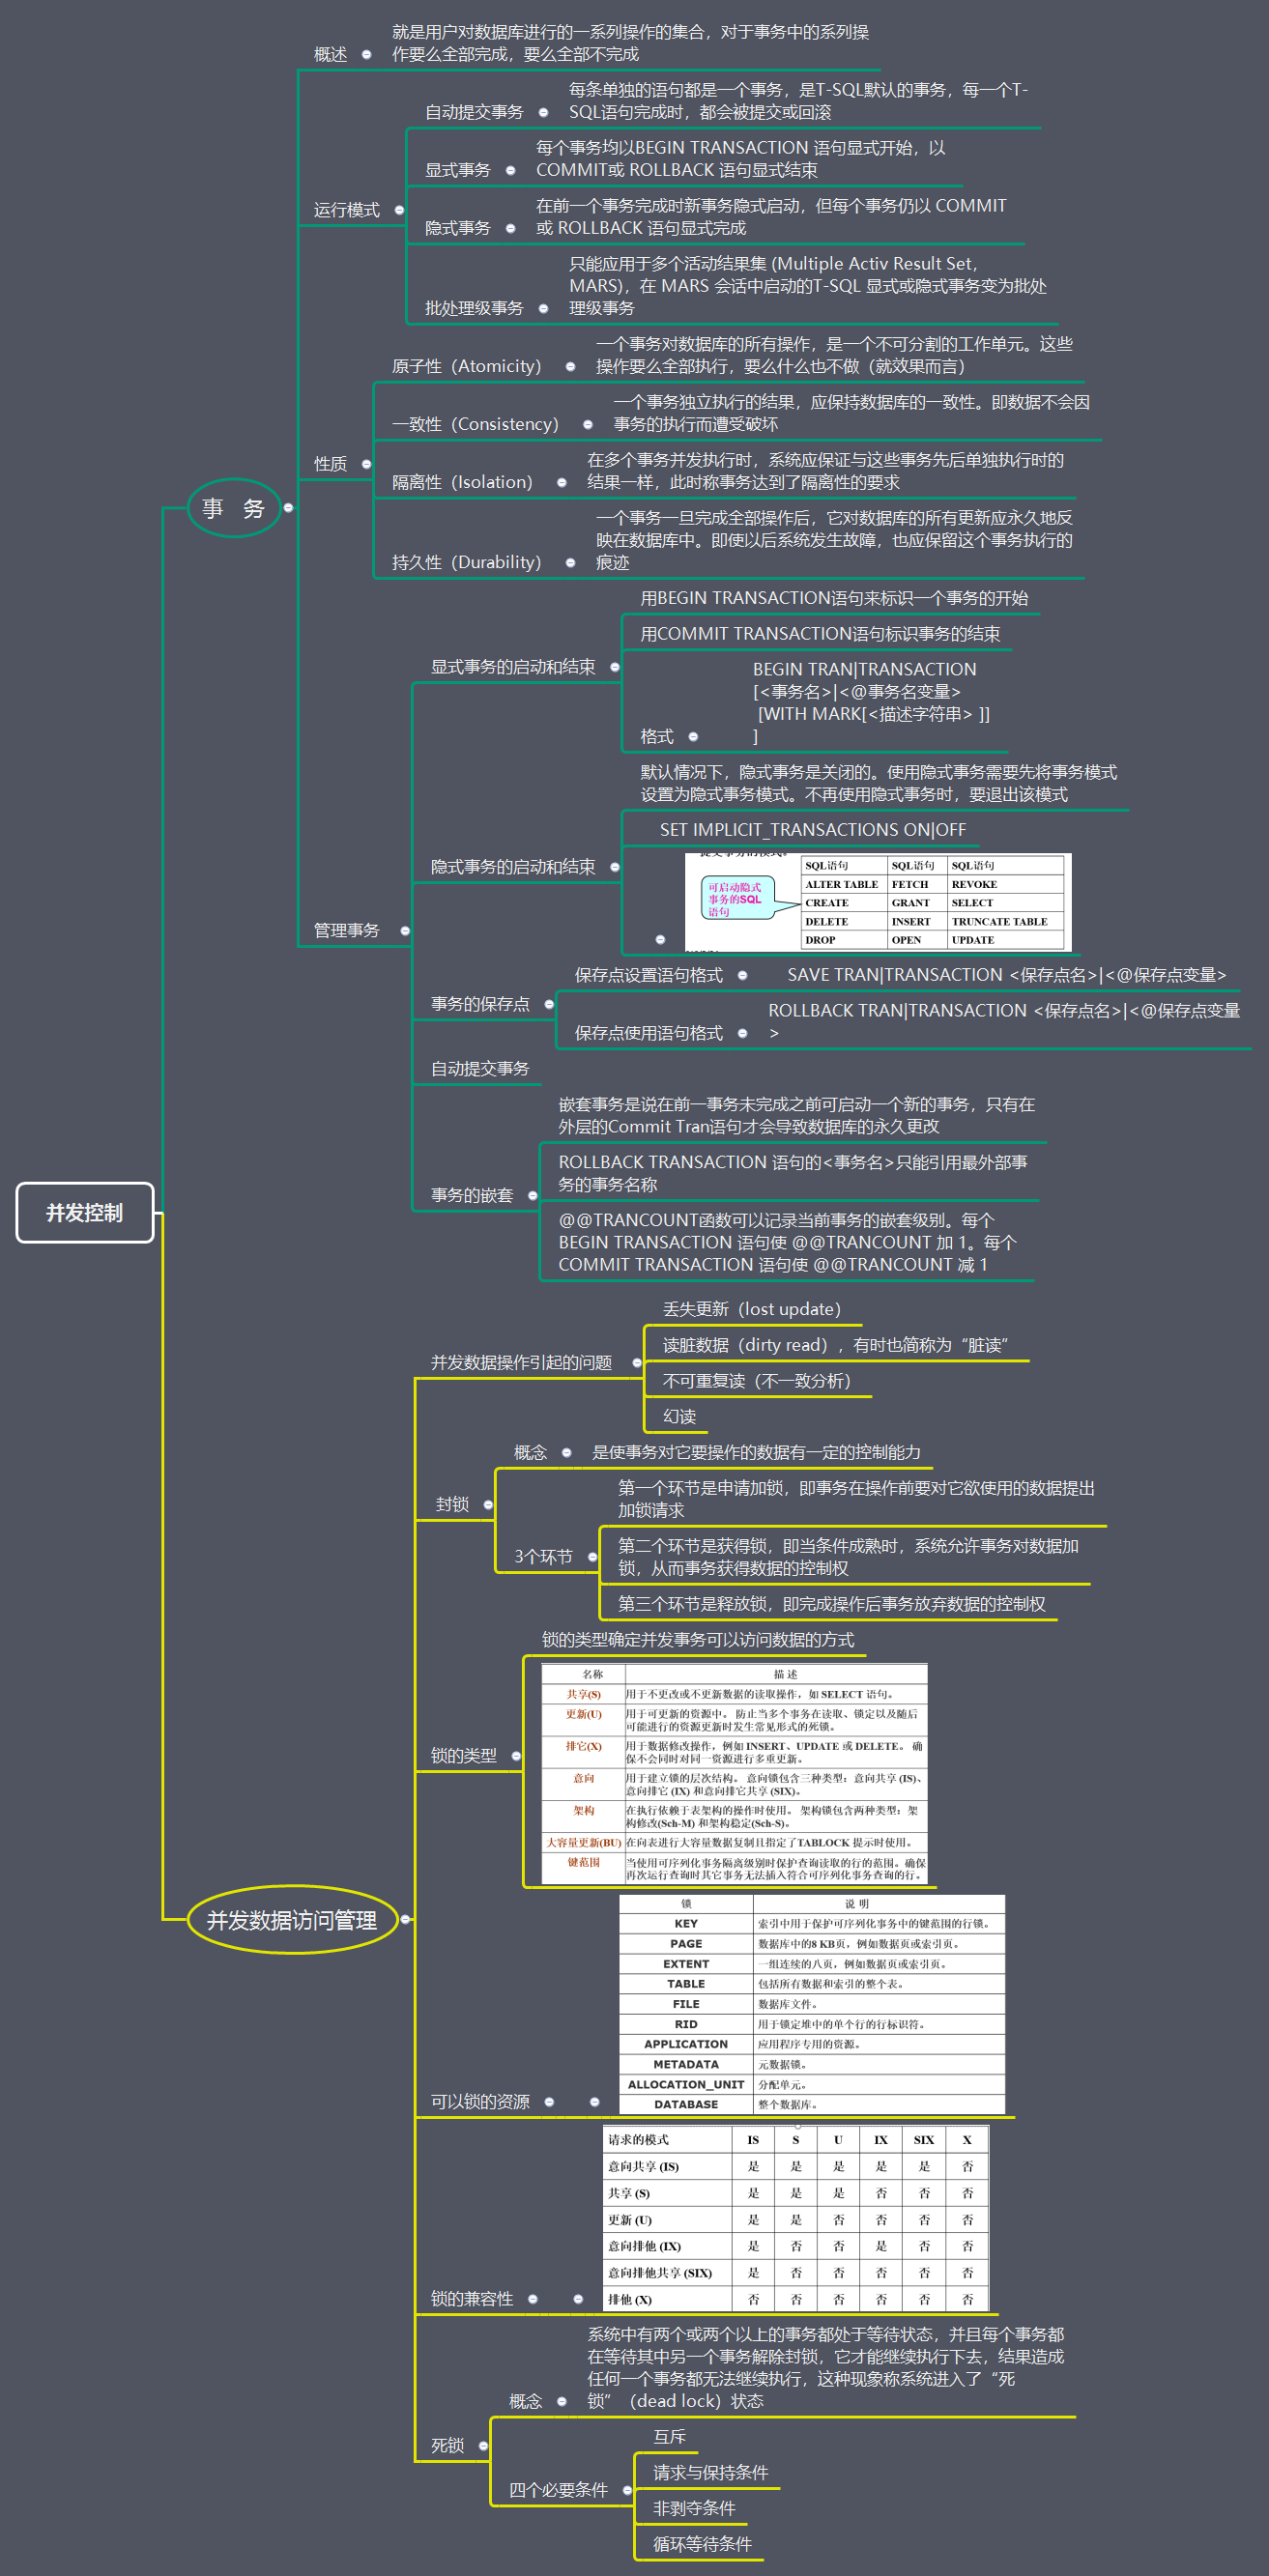 并发控制
事 务
概述
就是用户对数据库进行的一系列操作的集合，对于事务中的系列操
作要么全部完成，要么全部不完成
运行模式
自动提交事务
每条单独的语句都是一个事务，是T-SQL默认的事务，每一个T-
SQL语句完成时，都会被提交或回滚
显式事务
每个事务均以BEGIN TRANSACTION 语句显式开始，以
COMMIT或 ROLLBACK 语句显式结束
隐式事务
在前一个事务完成时新事务隐式启动，但每个事务仍以 COMMIT
或 ROLLBACK 语句显式完成
批处理级事务
只能应用于多个活动结果集 (Multiple Activ Result Set，
MARS)，在 MARS 会话中启动的T-SQL 显式或隐式事务变为批处
理级事务
性质
原子性（Atomicity）
一个事务对数据库的所有操作，是一个不可分割的工作单元。这些
操作要么全部执行，要么什么也不做（就效果而言）
一致性（Consistency）
一个事务独立执行的结果，应保持数据库的一致性。即数据不会因
事务的执行而遭受破坏
隔离性（Isolation）
在多个事务并发执行时，系统应保证与这些事务先后单独执行时的
结果一样，此时称事务达到了隔离性的要求
持久性（Durability）
一个事务一旦完成全部操作后，它对数据库的所有更新应永久地反
映在数据库中。即使以后系统发生故障，也应保留这个事务执行的
痕迹
管理事务
显式事务的启动和结束
用BEGIN TRANSACTION语句来标识一个事务的开始
用COMMIT TRANSACTION语句标识事务的结束
格式
BEGIN TRAN|TRANSACTION
[<事务名>|<@事务名变量>
[WITH MARK[<描述字符串> ]]
]
隐式事务的启动和结束
默认情况下，隐式事务是关闭的。使用隐式事务需要先将事务模式
设置为隐式事务模式。不再使用隐式事务时，要退出该模式
SET IMPLICIT_TRANSACTIONS ON|OFF
可启动隐式
事务的SQL
语句
SQL语句 SQL语句 SQL语句
ALTER TABLE FETCH REVOKE
CREATE GRANT SELECT
DELETE INSERT TRUNCATE TABLE
DROP OPEN UPDATE
事务的保存点
保存点设置语句格式
SAVE TRAN|TRANSACTION <保存点名>|<@保存点变量>
保存点使用语句格式
ROLLBACK TRAN|TRANSACTION <保存点名>|<@保存点变量
>
自动提交事务
事务的嵌套
嵌套事务是说在前一事务未完成之前可启动一个新的事务，只有在
外层的Commit Tran语句才会导致数据库的永久更改
ROLLBACK TRANSACTION 语句的<事务名>只能引用最外部事
务的事务名称
@@TRANCOUNT函数可以记录当前事务的嵌套级别。每个
BEGIN TRANSACTION 语句使 @@TRANCOUNT 加 1。每个
COMMIT TRANSACTION 语句使 @@TRANCOUNT 减 1
并发数据访问管理
并发数据操作引起的问题
丢失更新（lost update）
读脏数据（dirty read），有时也简称为“脏读”
不可重复读（不一致分析）
幻读
封锁
概念
是使事务对它要操作的数据有一定的控制能力
3个环节
第一个环节是申请加锁，即事务在操作前要对它欲使用的数据提出
加锁请求
第二个环节是获得锁，即当条件成熟时，系统允许事务对数据加
锁，从而事务获得数据的控制权
第三个环节是释放锁，即完成操作后事务放弃数据的控制权
锁的类型
锁的类型确定并发事务可以访问数据的方式
名称 描 述
共享(S) 用于不更改或不更新数据的读取操作，如 SELECT 语句。
更新(U) 用于可更新的资源中。 防止当多个事务在读取、锁定以及随后
可能进行的资源更新时发生常见形式的死锁。
排它(X) 用于数据修改操作，例如 INSERT、UPDATE 或 DELETE。 确
保不会同时对同一资源进行多重更新。
意向 用于建立锁的层次结构。 意向锁包含三种类型：意向共享 (IS)、
意向排它 (IX) 和意向排它共享 (SIX)。
架构 在执行依赖于表架构的操作时使用。 架构锁包含两种类型：架
构修改(Sch-M) 和架构稳定(Sch-S)。
大容量更新(BU) 在向表进行大容量数据复制且指定了TABLOCK 提示时使用。
键范围 当使用可序列化事务隔离级别时保护查询读取的行的范围。确保
再次运行查询时其它事务无法插入符合可序列化事务查询的行。
可以锁的资源
锁 说 明
KEY 索引中用于保护可序列化事务中的键范围的行锁。
PAGE 数据库中的8 KB页，例如数据页或索引页。
EXTENT 一组连续的八页，例如数据页或索引页。
TABLE 包括所有数据和索引的整个表。
FILE 数据库文件。
RID 用于锁定堆中的单个行的行标识符。
APPLICATION 应用程序专用的资源。
METADATA 元数据锁。
ALLOCATION_UNIT 分配单元。
DATABASE 整个数据库。
锁的兼容性
请求的模式 IS S U IX SIX X
意向共享 (IS) 是 是 是 是 是 否
共享 (S) 是 是 是 否 否 否
更新 (U) 是 是 否 否 否 否
意向排他 (IX) 是 否 否 是 否 否
意向排他共享 (SIX) 是 否 否 否 否 否
排他 (X) 否 否 否 否 否 否
死锁
概念
系统中有两个或两个以上的事务都处于等待状态，并且每个事务都
在等待其中另一个事务解除封锁，它才能继续执行下去，结果造成
任何一个事务都无法继续执行，这种现象称系统进入了“死
锁”（dead lock）状态
四个必要条件
互斥
请求与保持条件
非剥夺条件
循环等待条件